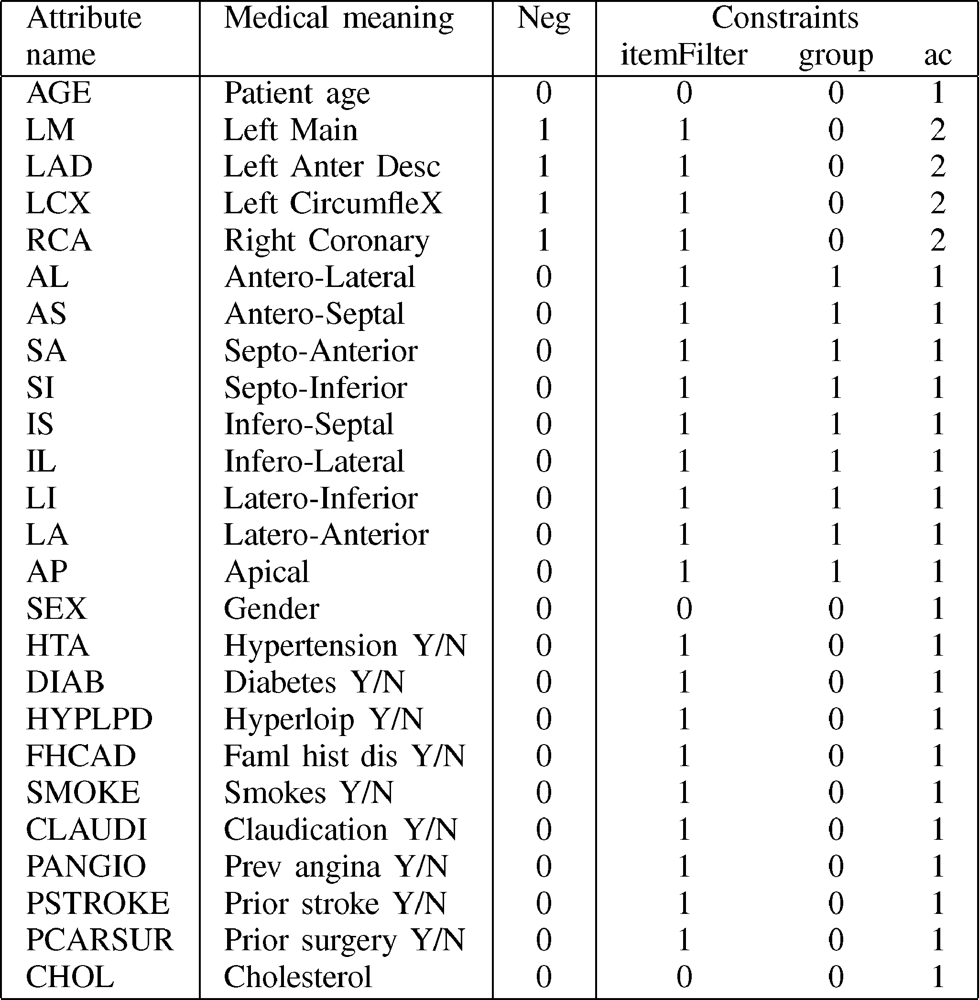 Attribute Medical meaning Neg Constraints
name itemFilter group ac
AGE Patient age 0 0 0 1
LM Left Main 1 1 0 2
LAD Left Anter Desc 1 1 0 2
LCX Left CircumfleX 1 1 0 2
RCA Right Coronary 1 1 0 2
AL Antero-Lateral 0 1 1 1
AS Antero-Septal 0 1 1 1
SA Septo-Anterior 0 1 1 1
SI Septo-Inferior 0 1 1 1
IS Infero-Septal 0 1 1 1
IL Infero-Lateral 0 1 1 1
LI Latero-Inferior 0 1 1 1
LA Latero-Anterior 0 1 1 1
AP Apical 0 1 1 1
SEX Gender 0 0 0 1
HTA Hypertension Y/N 0 1 0 1
DIAB Diabetes Y/N 0 1 0 1
HYPLPD Hyperloip Y/N 0 1 0 1
FHCAD Faml hist dis Y/N 0 1 0 1
SMOKE Smokes Y/N 0 1 0 1
CLAUDI Claudication Y/N 0 1 0 1
PANGIO Prev angina Y/N 0 1 0 1
PSTROKE Prior stroke Y/N 0 1 0 1
PCARSUR Prior surgery Y/N 0 1 0 1
CHOL Cholesterol 0 0 0 1